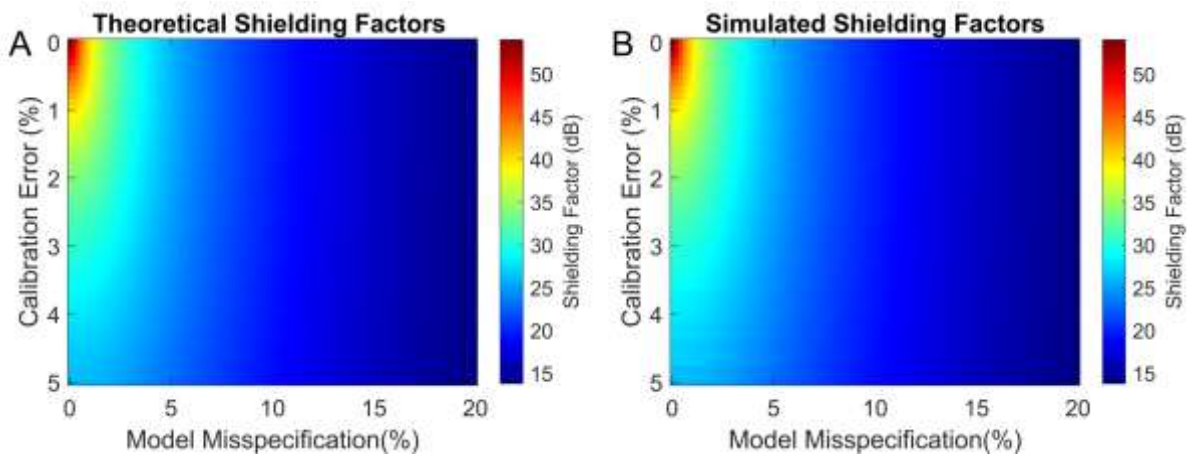 A
Theoretical Shielding Factors
0
1
2
3
4
5
Calibration Error (%)
0 5 10 15 20
Model Misspecification(%)
50
45
40
35
30
25
20
15
Shielding Factor (dB)
B
Simulated Shielding Factors
0
1
2
3
4
5
Calibration Error (%)
0 5 10 15 20
Model Misspecification(%)
50
45
40
35
30
25
20
15
Shielding Factor (dB)